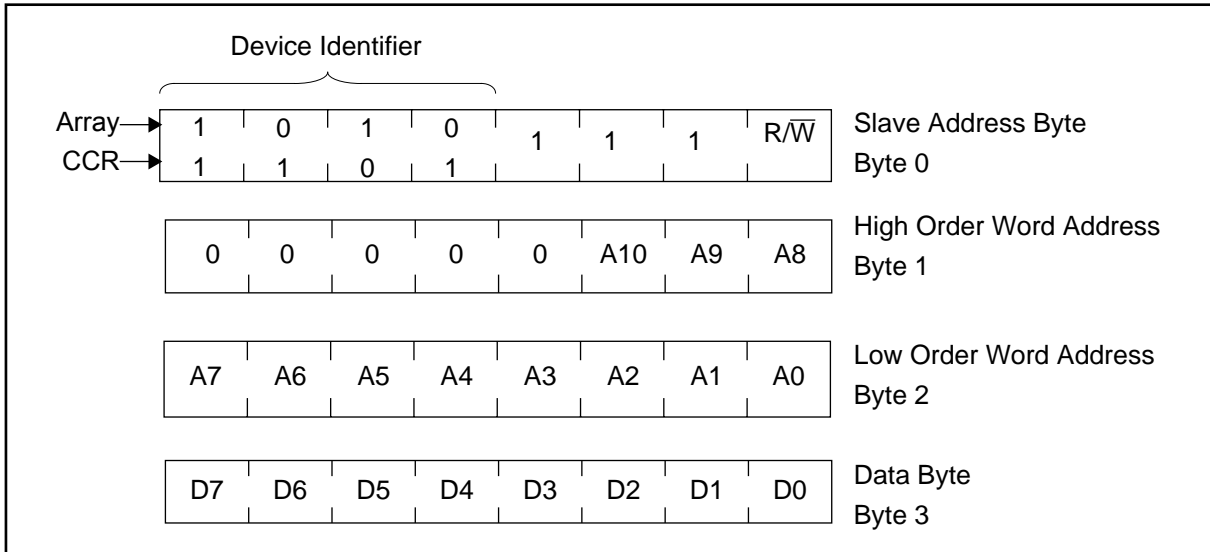 Device Identifier
Array 1 0 1 0 1 1 1 R/W̅ Slave Address Byte
CCR 1 1 0 1 Byte 0
0 0 0 0 0 A10 A9 A8 High Order Word Address
Byte 1
A7 A6 A5 A4 A3 A2 A1 A0 Low Order Word Address
Byte 2
D7 D6 D5 D4 D3 D2 D1 D0 Data Byte
Byte 3